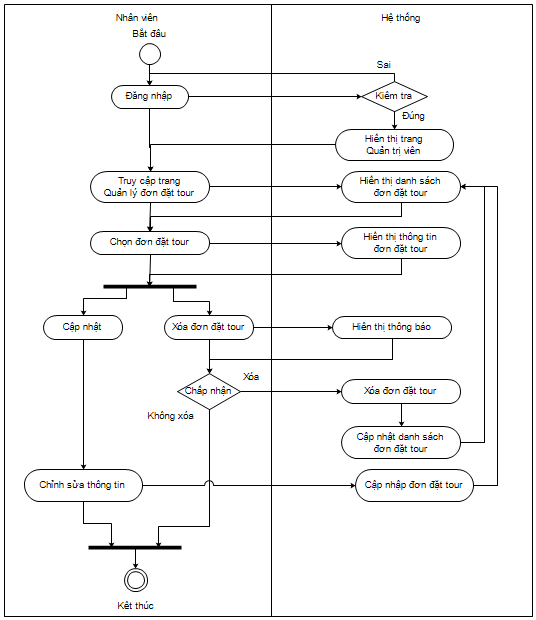 Nhân viên
Hệ thống
Bắt đầu
Sai
Đăng nhập
Kiểm tra
Đúng
Hiển thị trang
Quản trị viên
Truy cập trang
Quản lý đơn đặt tour
Hiển thị danh sách
đơn đặt tour
Chọn đơn đặt tour
Hiển thị thông tin
đơn đặt tour
Cập nhật
Xóa đơn đặt tour
Hiển thị thông báo
Xóa
Chấp nhận
Xóa đơn đặt tour
Không xóa
Cập nhật danh sách
đơn đặt tour
Chỉnh sửa thông tin
Cập nhập đơn đặt tour
Kết thúc